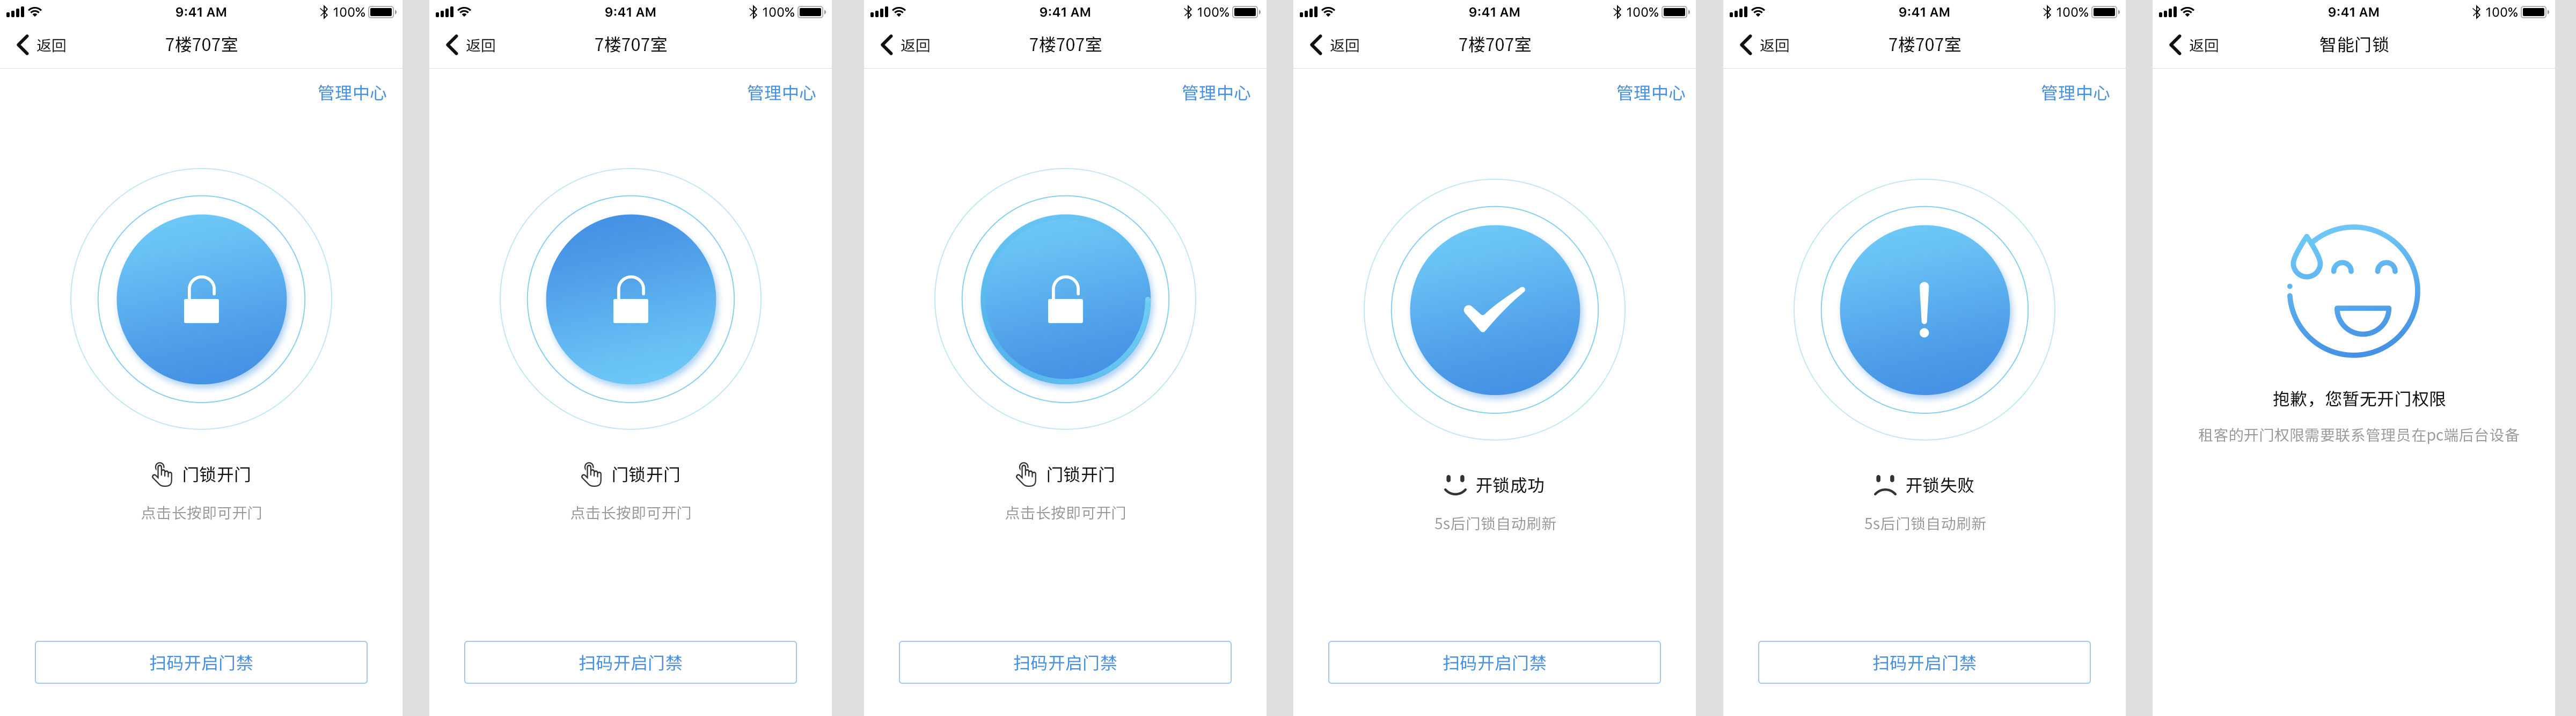 9:41 AM
100%
返回
7楼707室
管理中心
门锁开门
点击长按即可开门
扫码开启门禁
9:41 AM
100%
返回
7楼707室
管理中心
门锁开门
点击长按即可开门
扫码开启门禁
9:41 AM
100%
返回
7楼707室
管理中心
门锁开门
点击长按即可开门
扫码开启门禁
9:41 AM
100%
返回
7楼707室
管理中心
开锁成功
5s后门锁自动刷新
扫码开启门禁
9:41 AM
100%
返回
7楼707室
管理中心
开锁失败
5s后门锁自动刷新
扫码开启门禁
9:41 AM
100%
返回
智能门锁
抱歉，您暂无开门权限
租客的开门权限需要联系管理员在pc端后台设备